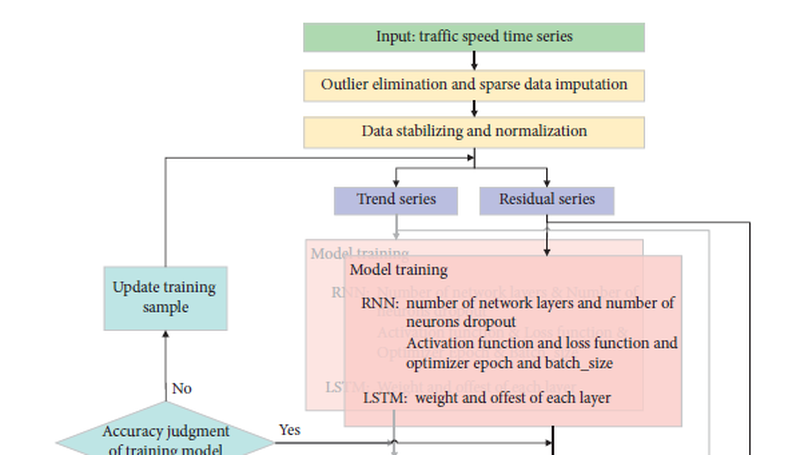 Input: traffic speed time series
Outlier elimination and sparse data imputation
Data stabilizing and normalization
Trend series
Residual series
Model training
Model training
RNN: Number of network layers & Number of
neurons dropout
Activation function & Loss function &
Optimizer epoch & batch_size
LSTM: Weight and offest of each layer
RNN: number of network layers and number of
neurons dropout
Activation function and loss function and
optimizer epoch and batch_size
LSTM: weight and offest of each layer
Update training
sample
No
Accuracy judgment
of training model
Yes